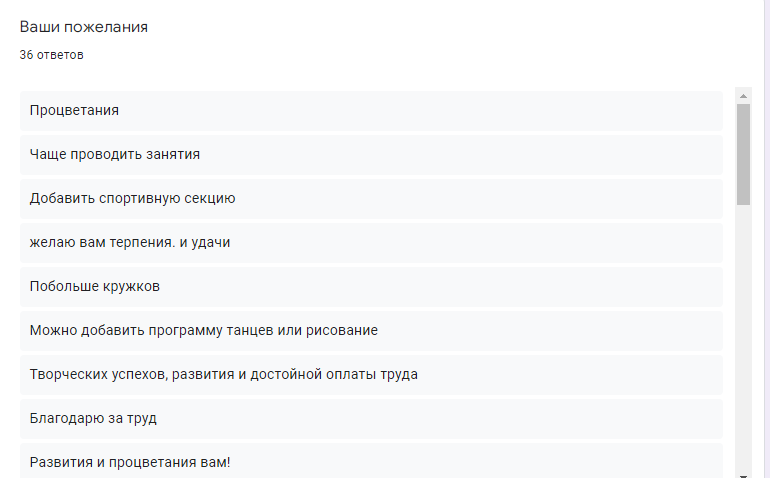 Ваши пожелания
36 ответов
Процветания
Чаще проводить занятия
Добавить спортивную секцию
желаю вам терпения. и удачи
Побольше кружков
Можно добавить программу танцев или рисование
Творческих успехов, развития и достойной оплаты труда
Благодарю за труд
Развития и процветания вам!